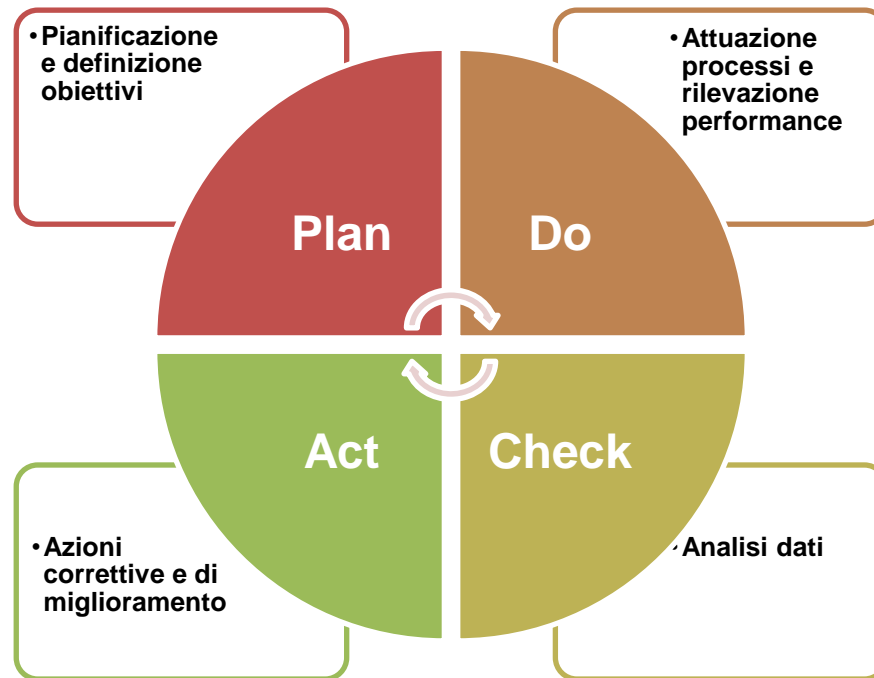 •Pianificazione
e definizione
obiettivi
•Attuazione
processi e
rilevazione
performance
Plan
Do
Act
Check
•Azioni
correttive e di
miglioramento
•Analisi dati